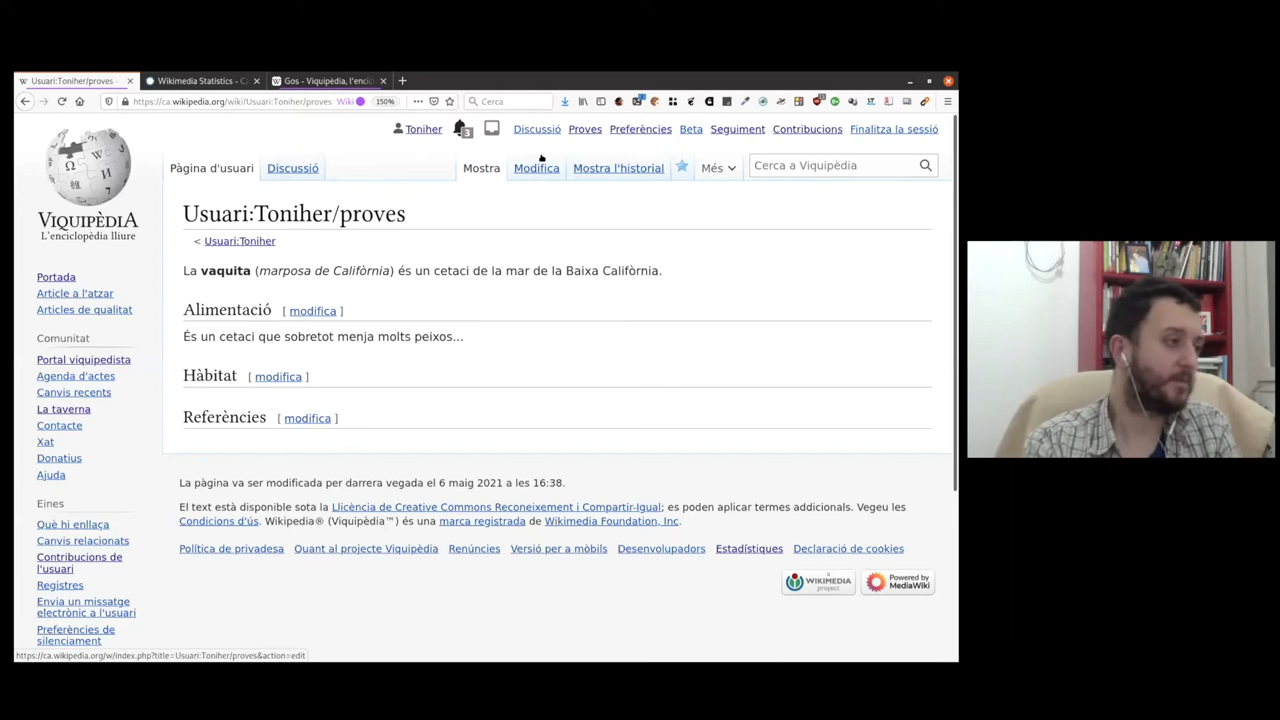 Usuari:Toniher/proves -
Wikimedia Statistics - C
Gos - Viquipèdia, l'encic
https://ca.wikipedia.org/wiki/Usuari:Toniher/proves
Wiki
150%
Cerca
Toniher
3
Discussió
Proves
Preferències
Beta
Seguiment
Contribucions
Finalitza la sessió
Pàgina d'usuari
Discussió
Mostra
Modifica
Mostra l'historial
Més
Cerca a Viquipèdia
VIQUIPÈDIA
L'enciclopèdia lliure
Portada
Article a l'atzar
Articles de qualitat
Comunitat
Portal viquipedista
Agenda d'actes
Canvis recents
La taverna
Contacte
Xat
Donatius
Ajuda
Eines
Què hi enllaça
Canvis relacionats
Contribucions de
l'usuari
Registres
Envia un missatge
electrònic a l'usuari
Preferències de
silenciament
Usuari:Toniher/proves
< Usuari:Toniher
La vaquita (marposa de Califòrnia) és un cetaci de la mar de la Baixa Califòrnia.
Alimentació [ modifica ]
És un cetaci que sobretot menja molts peixos...
Hàbitat [ modifica ]
Referències [ modifica ]
La pàgina va ser modificada per darrera vegada el 6 maig 2021 a les 16:38.
El text està disponible sota la Llicència de Creative Commons Reconeixement i Compartir-Igual; es poden aplicar termes addicionals. Vegeu les
Condicions d'ús. Wikipedia® (Viquipèdia™) és una marca registrada de Wikimedia Foundation, Inc.
Política de privadesa
Quant al projecte Viquipèdia
Renúncies
Versió per a mòbils
Desenvolupadors
Estadístiques
Declaració de cookies
A
WIKIMEDIA
project
Powered by
MediaWiki
https://ca.wikipedia.org/w/index.php?title=Usuari:Toniher/proves&action=edit